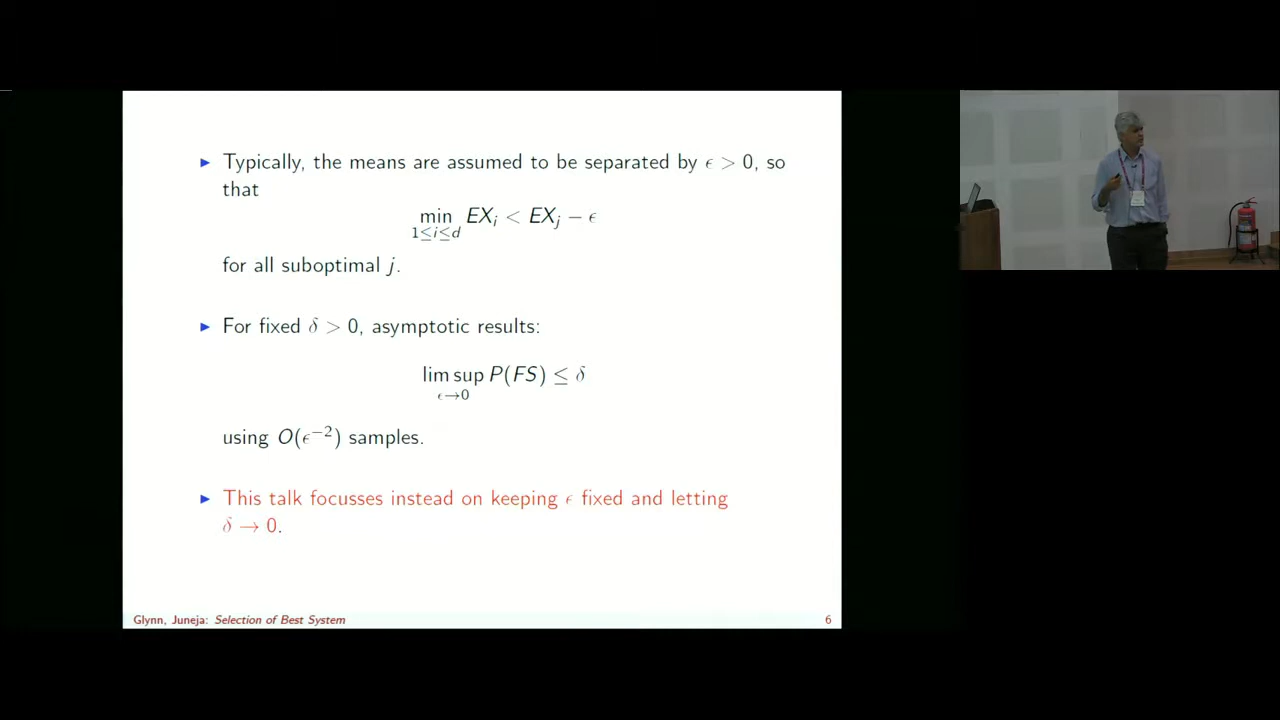 ▶ Typically, the means are assumed to be separated by ϵ > 0, so
that
min EXᵢ < EXⱼ − ϵ
1≤i≤d
for all suboptimal j.
▶ For fixed δ > 0, asymptotic results:
lim sup P(FS) ≤ δ
ϵ→0
using O(ϵ⁻²) samples.
▶ This talk focusses instead on keeping ϵ fixed and letting
δ → 0.
Glynn, Juneja: Selection of Best System 6